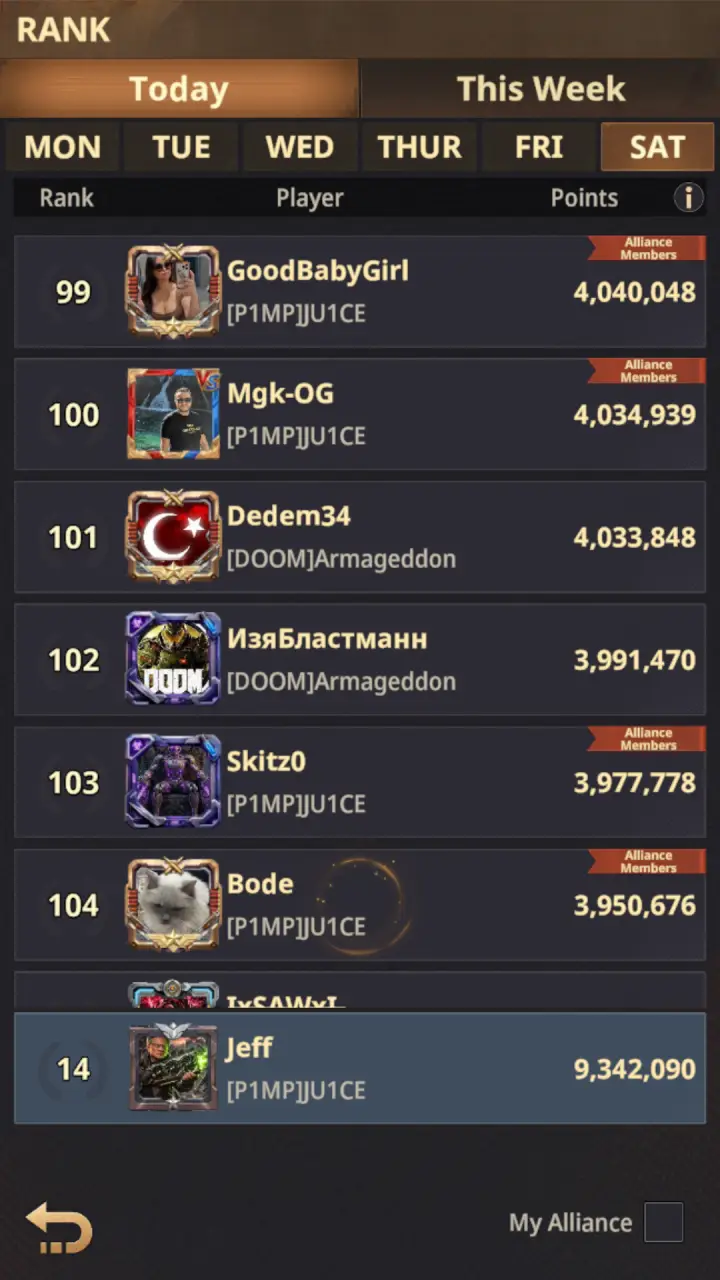 RANK
Today
This Week
MON
TUE
WED
THUR
FRI
SAT
Rank
Player
Points
Alliance
Members
99
GoodBabyGirl
[P1MP]JU1CE
4,040,048
Alliance
Members
100
VS
Mgk-OG
[P1MP]JU1CE
4,034,939
101
Dedem34
[DOOM]Armageddon
4,033,848
102
DOOM
ИзяБластманн
[DOOM]Armageddon
3,991,470
Alliance
Members
103
Skitz0
[P1MP]JU1CE
3,977,778
Alliance
Members
104
Bode
[P1MP]JU1CE
3,950,676
14
Jeff
[P1MP]JU1CE
9,342,090
My Alliance